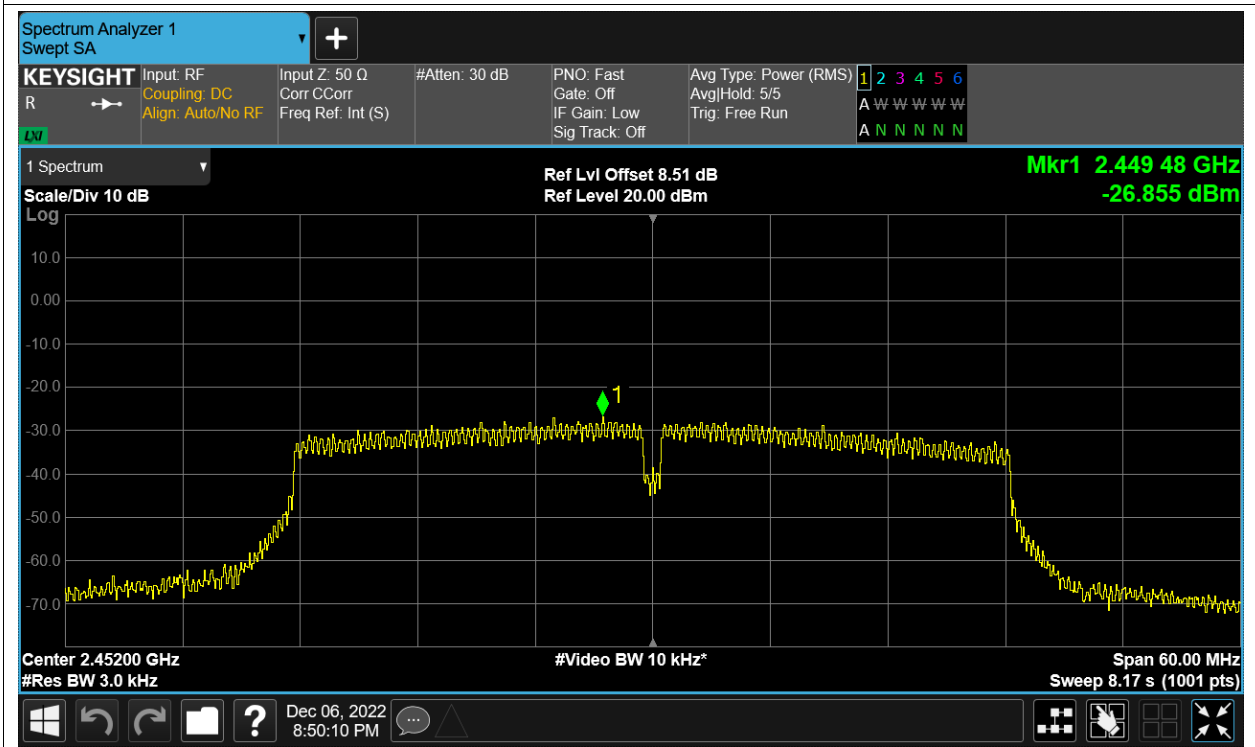 Spectrum Analyzer 1
Swept SA
+
KEYSIGHT
R
LXI
Input: RF
Coupling: DC
Align: Auto/No RF
Input Z: 50 Ω
Corr CCorr
Freq Ref: Int (S)
#Atten: 30 dB
PNO: Fast
Gate: Off
IF Gain: Low
Sig Track: Off
Avg Type: Power (RMS)
Avg|Hold: 5/5
Trig: Free Run
1 2 3 4 5 6
A W W W W W
A N N N N N
1 Spectrum
Scale/Div 10 dB
Log
Ref Lvl Offset 8.51 dB
Ref Level 20.00 dBm
Mkr1 2.449 48 GHz
-26.855 dBm
10.0
0.00
-10.0
-20.0
-30.0
-40.0
-50.0
-60.0
-70.0
1
Center 2.45200 GHz
#Res BW 3.0 kHz
#Video BW 10 kHz*
Span 60.00 MHz
Sweep 8.17 s (1001 pts)
?
Dec 06, 2022
8:50:10 PM